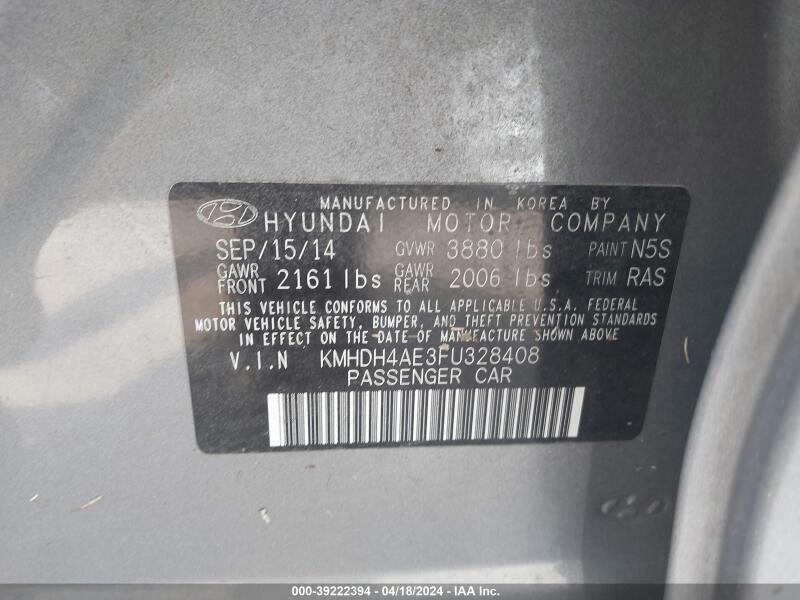 MANUFACTURED IN KOREA BY
HYUNDAI MOTOR COMPANY
SEP/15/14 GVWR 3880 lbs PAINT N5S
GAWR FRONT 2161 lbs GAWR REAR 2006 lbs TRIM RAS
THIS VEHICLE CONFORMS TO ALL APPLICABLE U.S.A. FEDERAL
MOTOR VEHICLE SAFETY, BUMPER, AND THEFT PREVENTION STANDARDS
IN EFFECT ON THE DATE OF MANUFACTURE SHOWN ABOVE
V.I.N KMHDH4AE3FU328408
PASSENGER CAR
000-39222394 | 04/18/2024 - IAA Inc.